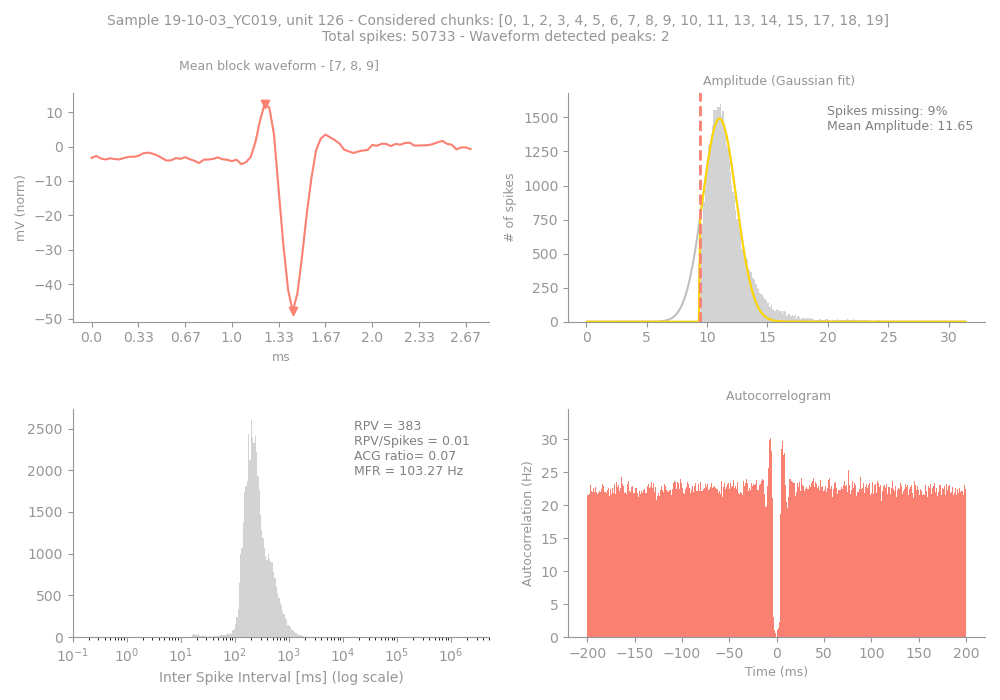 Sample 19-10-03_YC019, unit 126 - Considered chunks: [0, 1, 2, 3, 4, 5, 6, 7, 8, 9, 10, 11, 13, 14, 15, 17, 18, 19]
Total spikes: 50733 - Waveform detected peaks: 2
Mean block waveform - [7, 8, 9]
mV (norm)
10
0
−10
−20
−30
−40
−50
0.0 0.33 0.67 1.0 1.33 1.67 2.0 2.33 2.67
ms
Amplitude (Gaussian fit)
Spikes missing: 9%
Mean Amplitude: 11.65
# of spikes
1500
1250
1000
750
500
250
0
0 5 10 15 20 25 30
RPV = 383
RPV/Spikes = 0.01
ACG ratio= 0.07
MFR = 103.27 Hz
2500
2000
1500
1000
500
0
10⁻¹ 10⁰ 10¹ 10² 10³ 10⁴ 10⁵ 10⁶
Inter Spike Interval [ms] (log scale)
Autocorrelogram
Autocorrelation (Hz)
30
25
20
15
10
5
0
−200 −150 −100 −50 0 50 100 150 200
Time (ms)